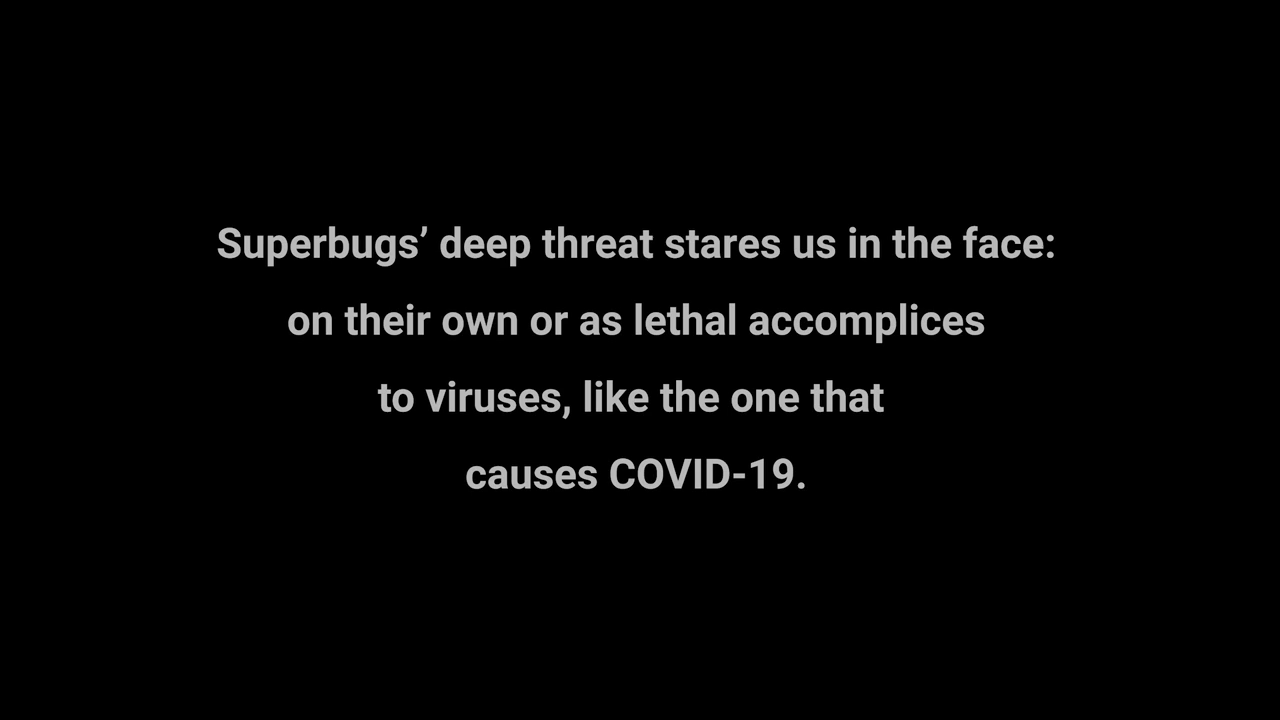 Superbugs’ deep threat stares us in the face:
on their own or as lethal accomplices
to viruses, like the one that
causes COVID-19.